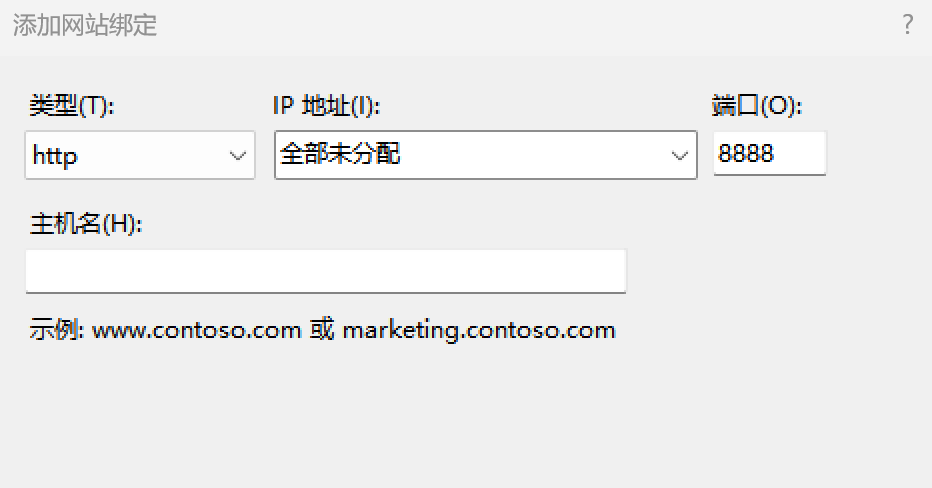 添加网站绑定 ?
类型(T): IP 地址(I): 端口(O):
http 全部未分配 8888
主机名(H):
示例: www.contoso.com 或 marketing.contoso.com